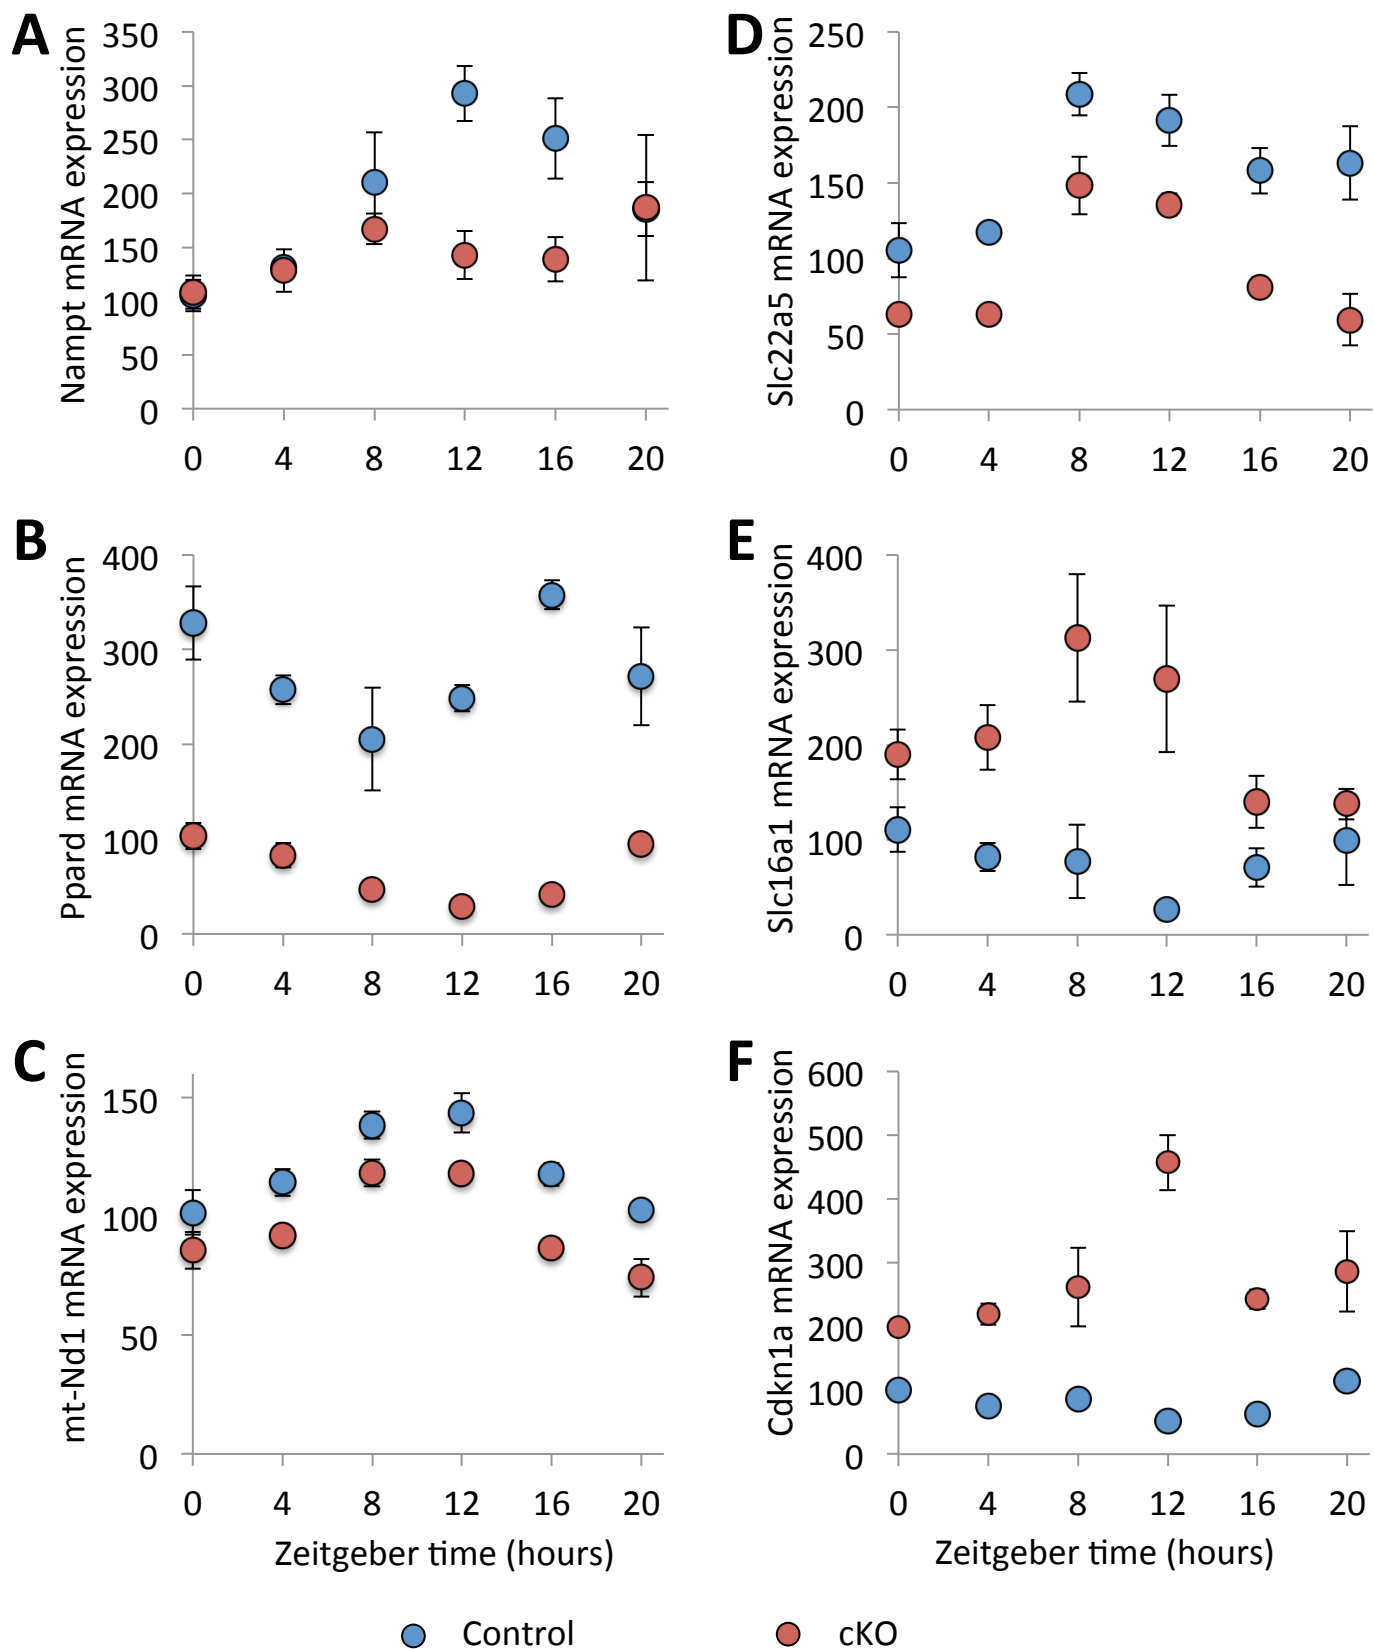 A
Nampt mRNA expression
350
300
250
200
150
100
50
0
0 4 8 12 16 20
D
Slc22a5 mRNA expression
250
200
150
100
50
0
0 4 8 12 16 20
B
Ppard mRNA expression
400
300
200
100
0
0 4 8 12 16 20
E
Slc16a1 mRNA expression
400
300
200
100
0
0 4 8 12 16 20
C
mt-Nd1 mRNA expression
150
100
50
0
0 4 8 12 16 20
Zeitgeber time (hours)
F
Cdkn1a mRNA expression
600
500
400
300
200
100
0
0 4 8 12 16 20
Zeitgeber time (hours)
Control cKO